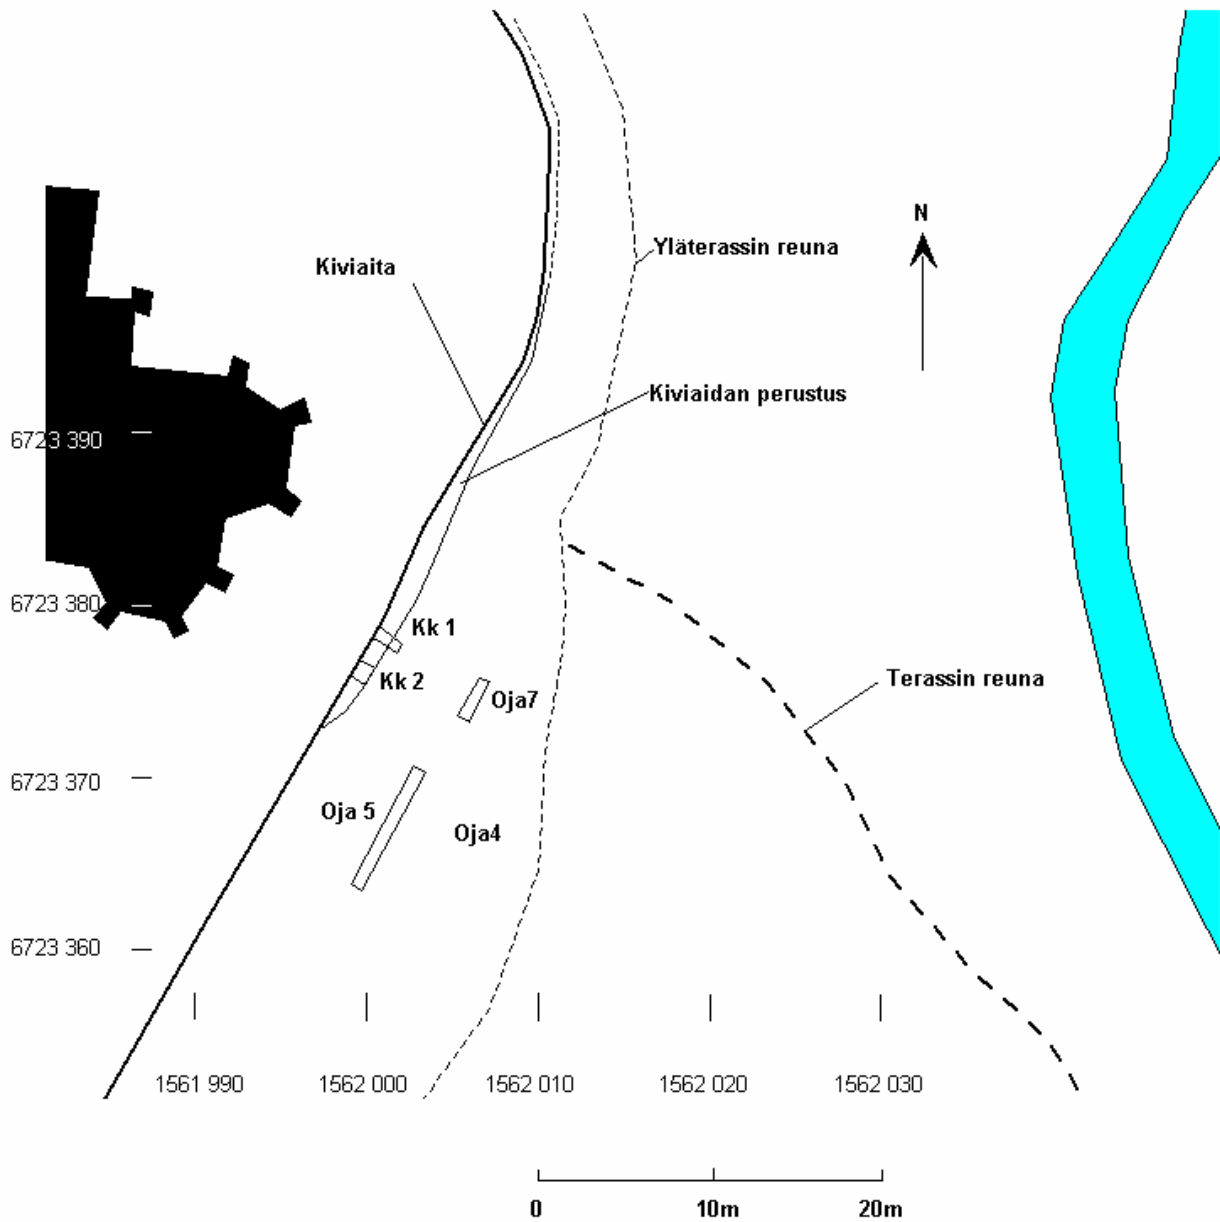 N
Yläterassin reuna
Kiviaita
Kiviaidan perustus
6723 390
6723 380
Kk 1
Kk 2
Terassin reuna
Oja7
6723 370
Oja 5
Oja4
6723 360
1561 990
1562 000
1562 010
1562 020
1562 030
0
10m
20m